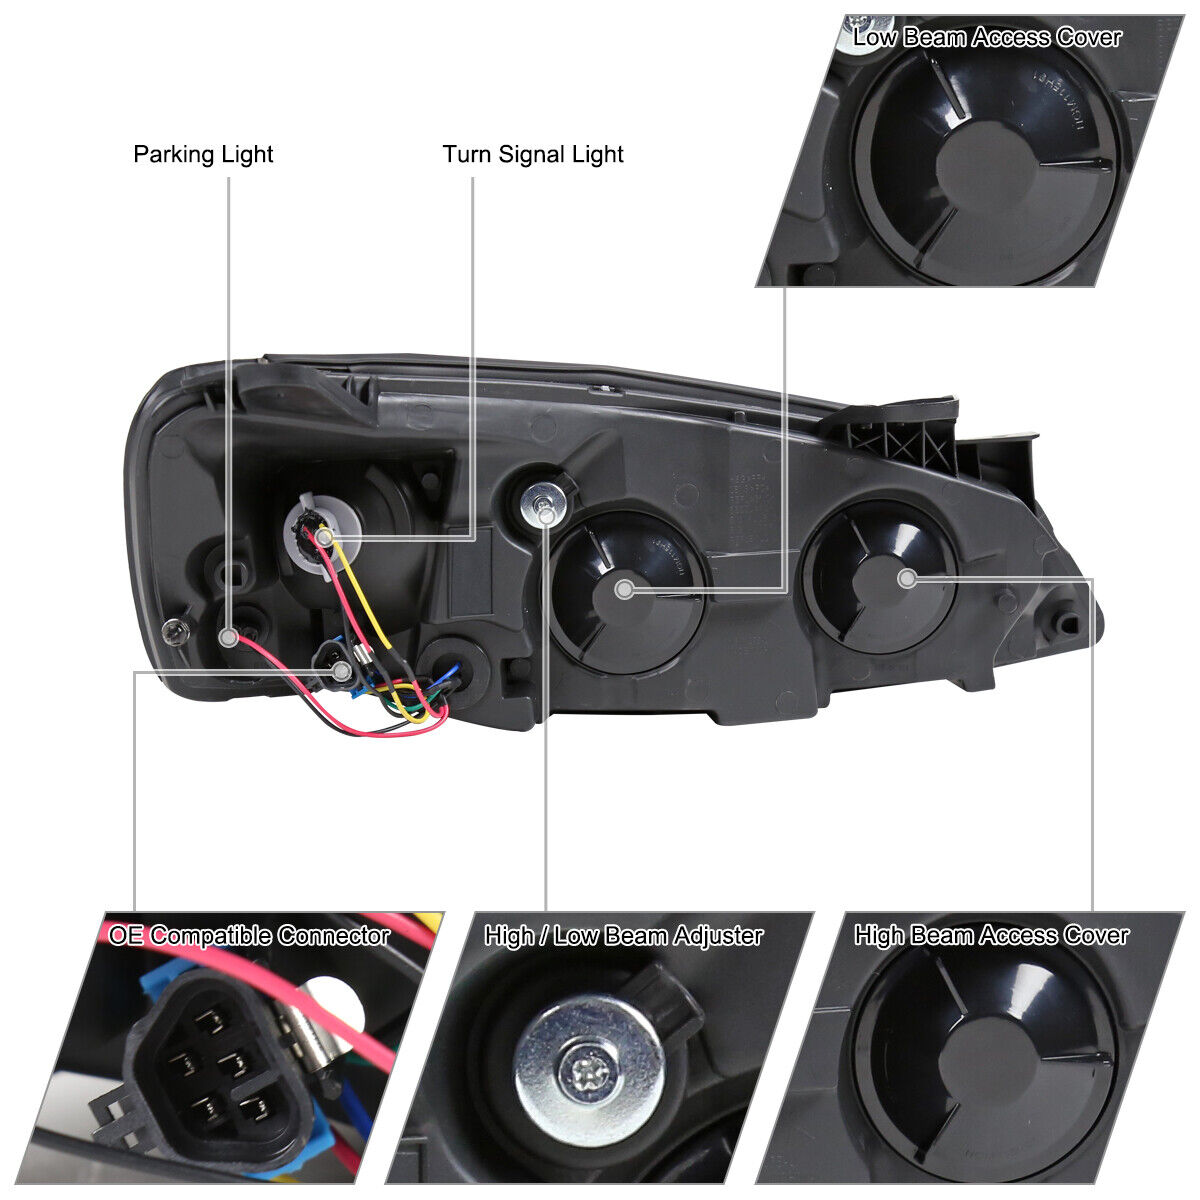 Low Beam Access Cover
Parking Light
Turn Signal Light
OE Compatible Connector
High / Low Beam Adjuster
High Beam Access Cover